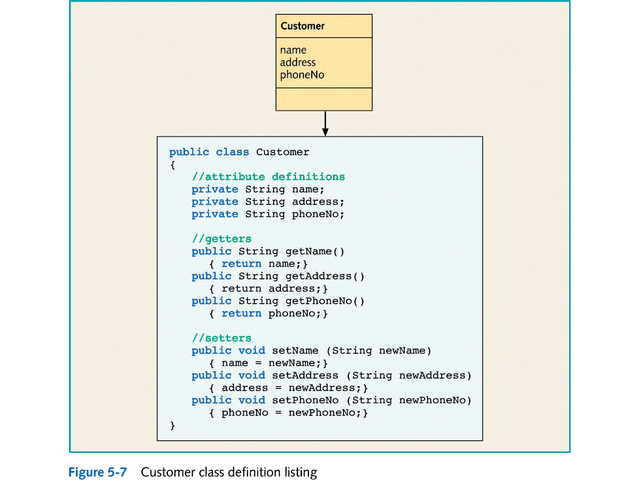 Customer
name
address
phoneNo
public class Customer
{
//attribute definitions
private String name;
private String address;
private String phoneNo;
//getters
public String getName()
{ return name;}
public String getAddress()
{ return address;}
public String getPhoneNo()
{ return phoneNo;}
//setters
public void setName (String newName)
{ name = newName;}
public void setAddress (String newAddress)
{ address = newAddress;}
public void setPhoneNo (String newPhoneNo)
{ phoneNo = newPhoneNo;}
}
Figure 5-7 Customer class definition listing